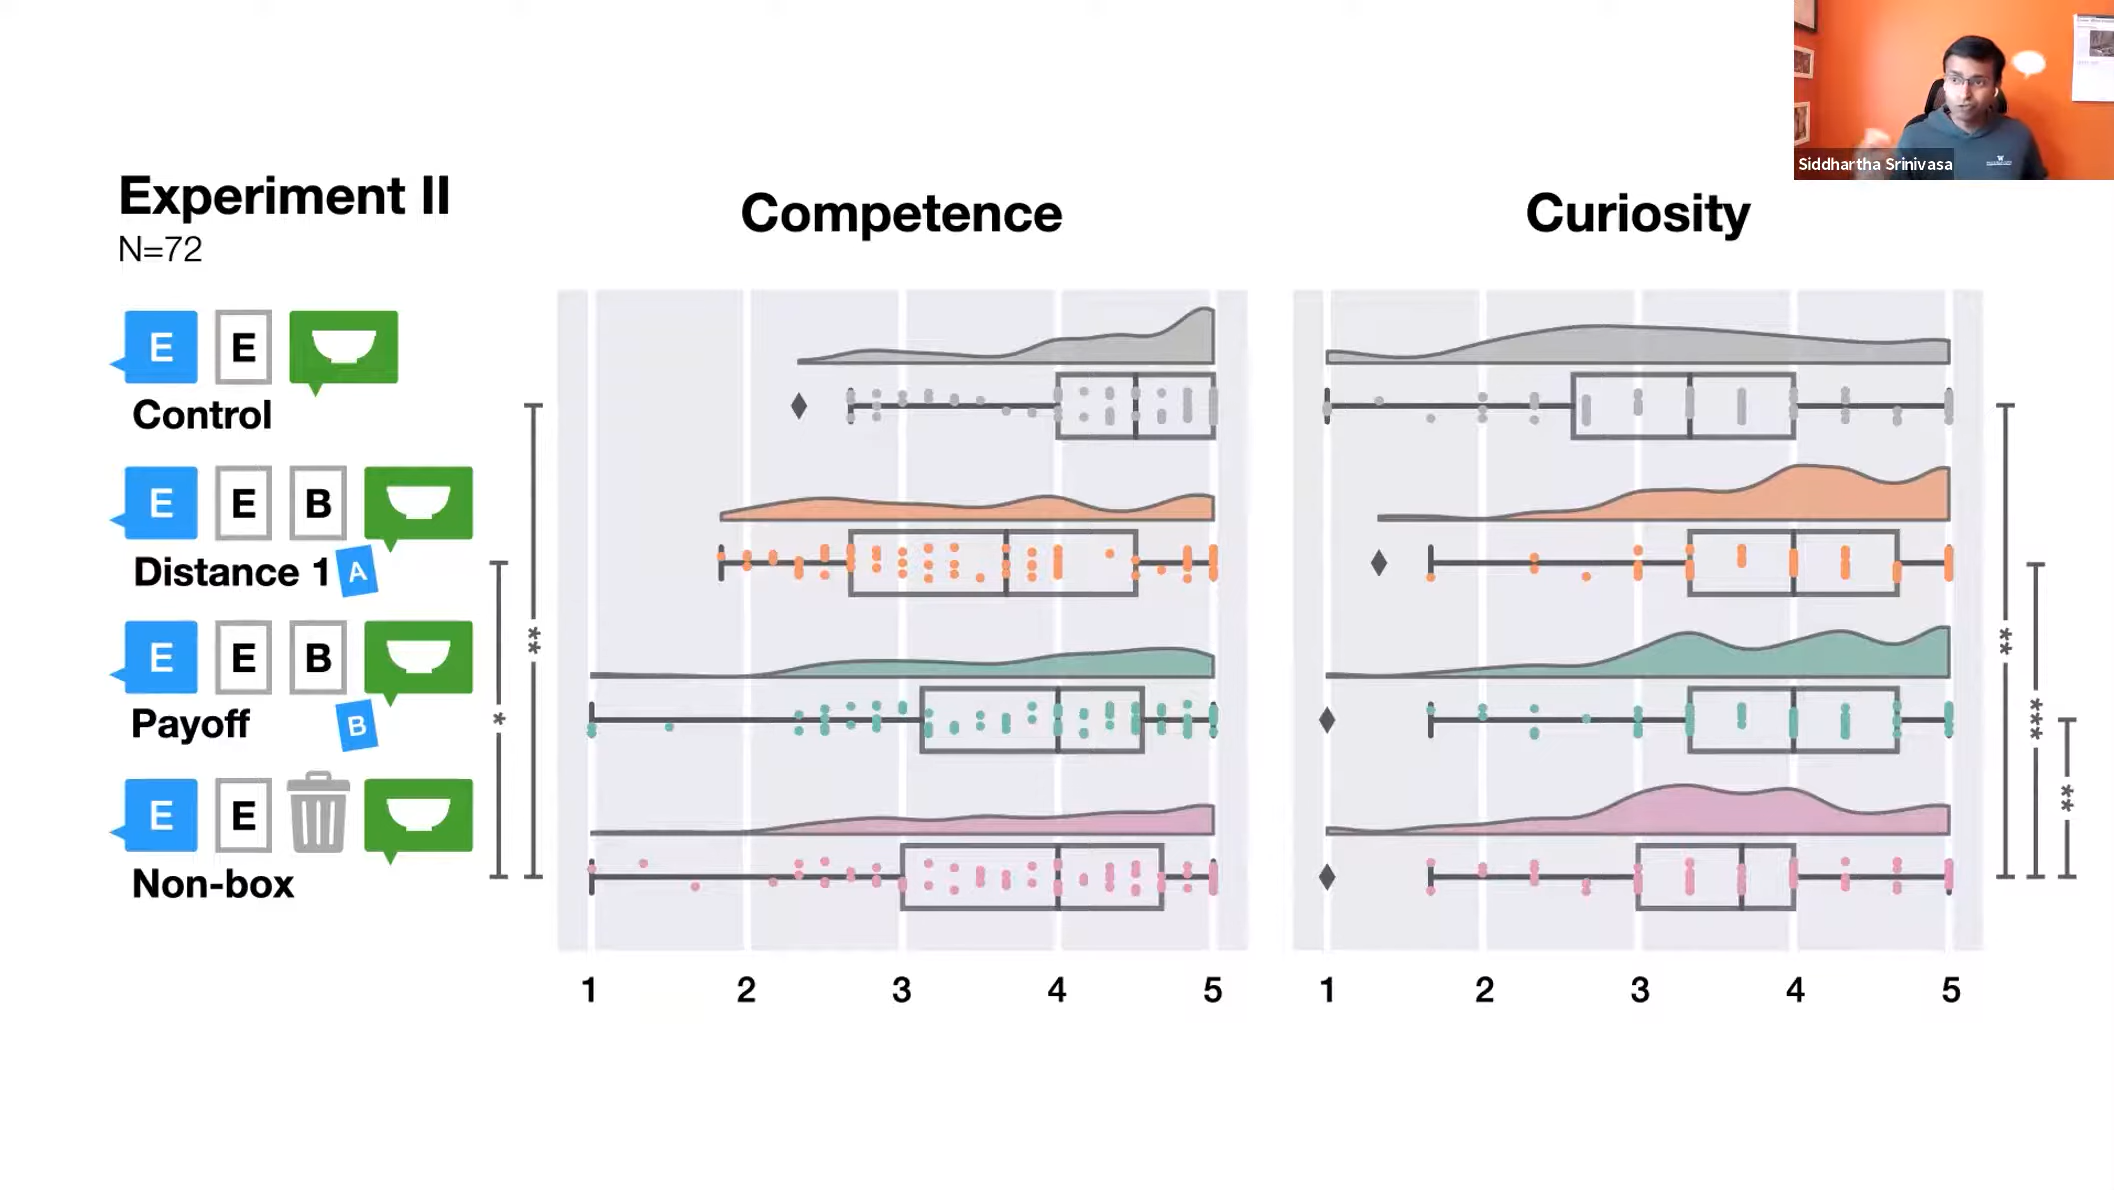 Siddhartha Srinivasa
Experiment II
N=72
Competence
Curiosity
E E
Control
E E B
Distance 1 A
E E B
Payoff B
E E
Non-box
**
*
**
***
**
1 2 3 4 5
1 2 3 4 5